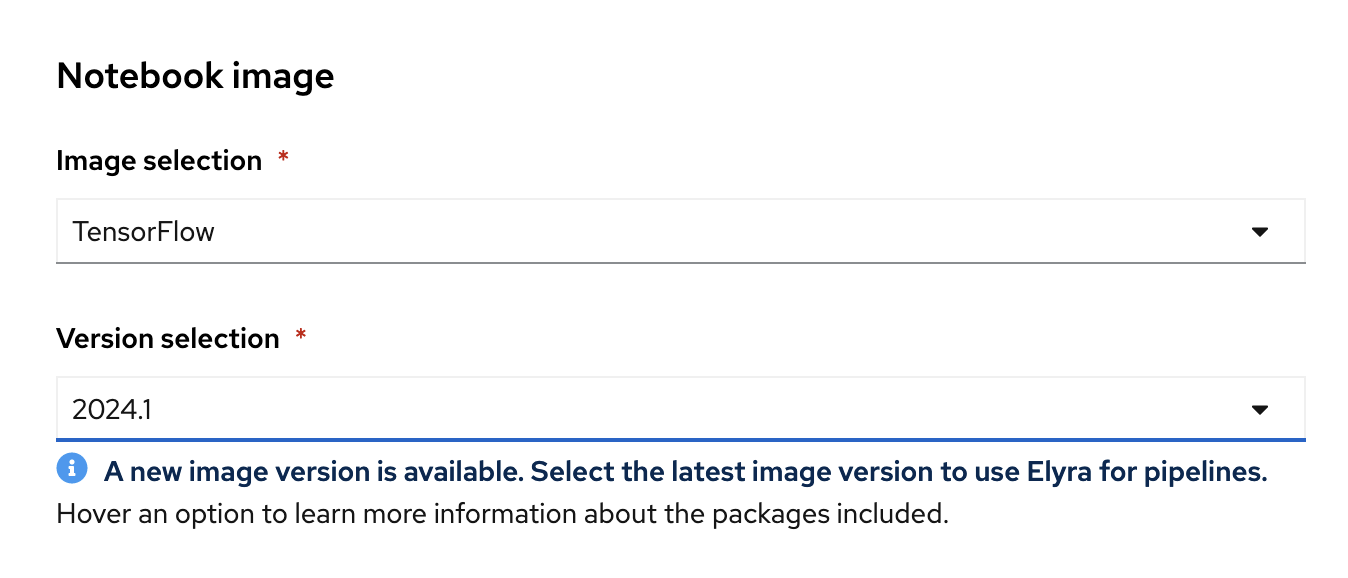 Notebook image
Image selection *
TensorFlow
Version selection *
2024.1
A new image version is available. Select the latest image version to use Elyra for pipelines.
Hover an option to learn more information about the packages included.